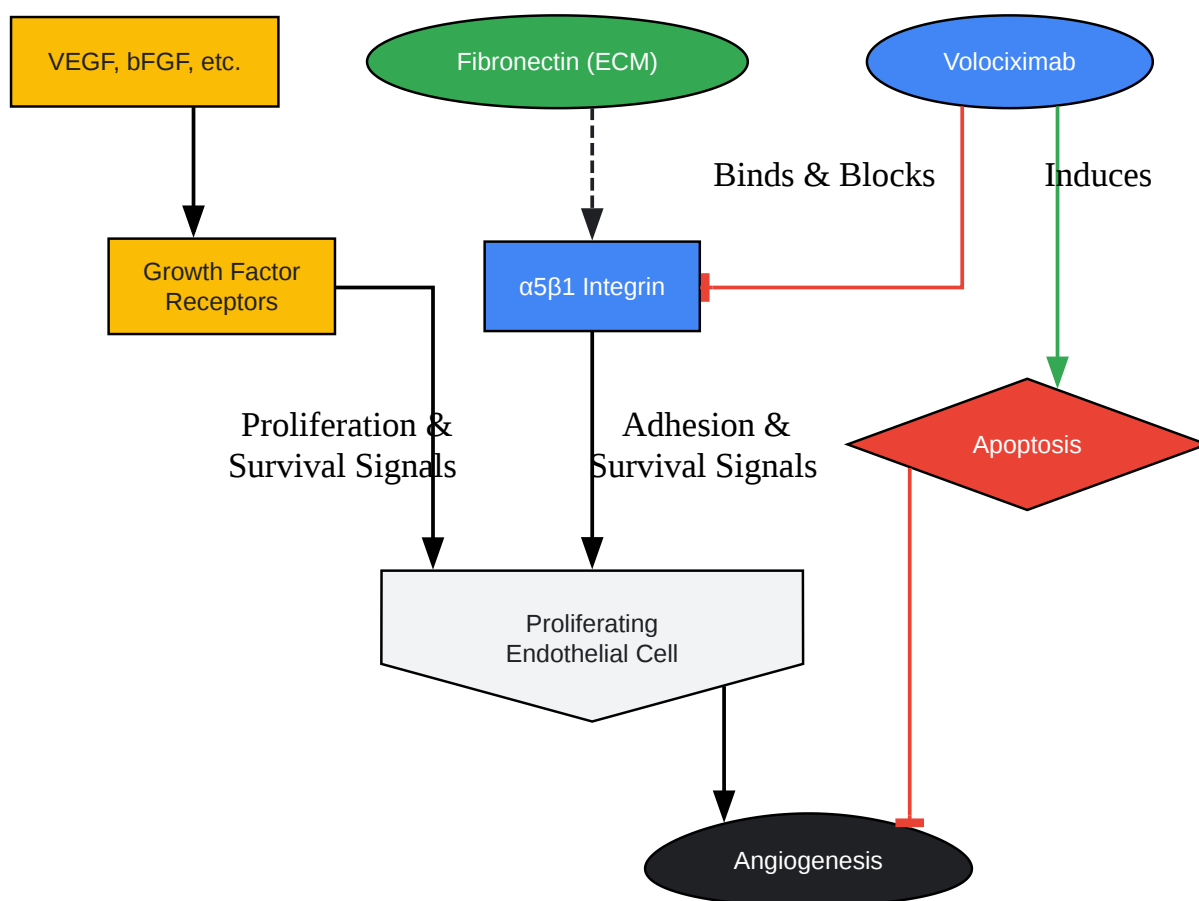 VEGF, bFGF, etc.
Fibronectin (ECM)
Volociximab
Binds & Blocks
Induces
Growth Factor
Receptors
α5β1 Integrin
Proliferation &
Survival Signals
Adhesion &
Survival Signals
Apoptosis
Proliferating
Endothelial Cell
Angiogenesis